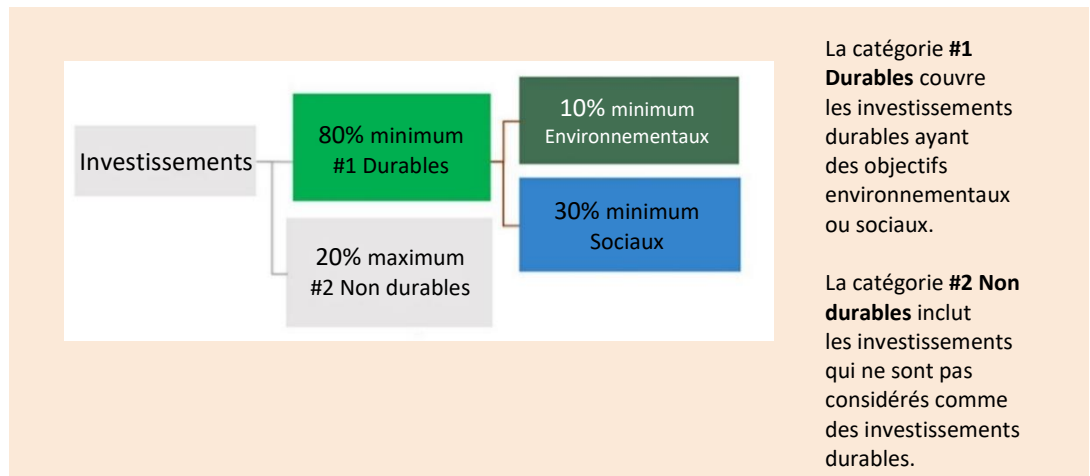 Investissements
80% minimum
#1 Durables
20% maximum
#2 Non durables
10% minimum
Environnementaux
30% minimum
Sociaux
La catégorie #1
Durables couvre
les investissements
durables ayant
des objectifs
environnementaux
ou sociaux.
La catégorie #2 Non
durables inclut
les investissements
qui ne sont pas
considérés comme
des investissements
durables.